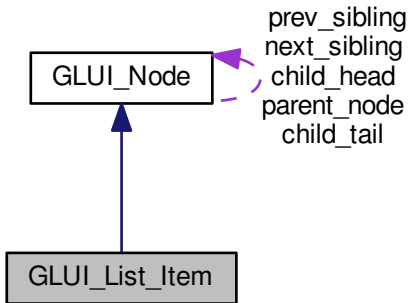 prev_sibling
next_sibling
child_head
parent_node
child_tail
GLUI_Node
GLUI_List_Item